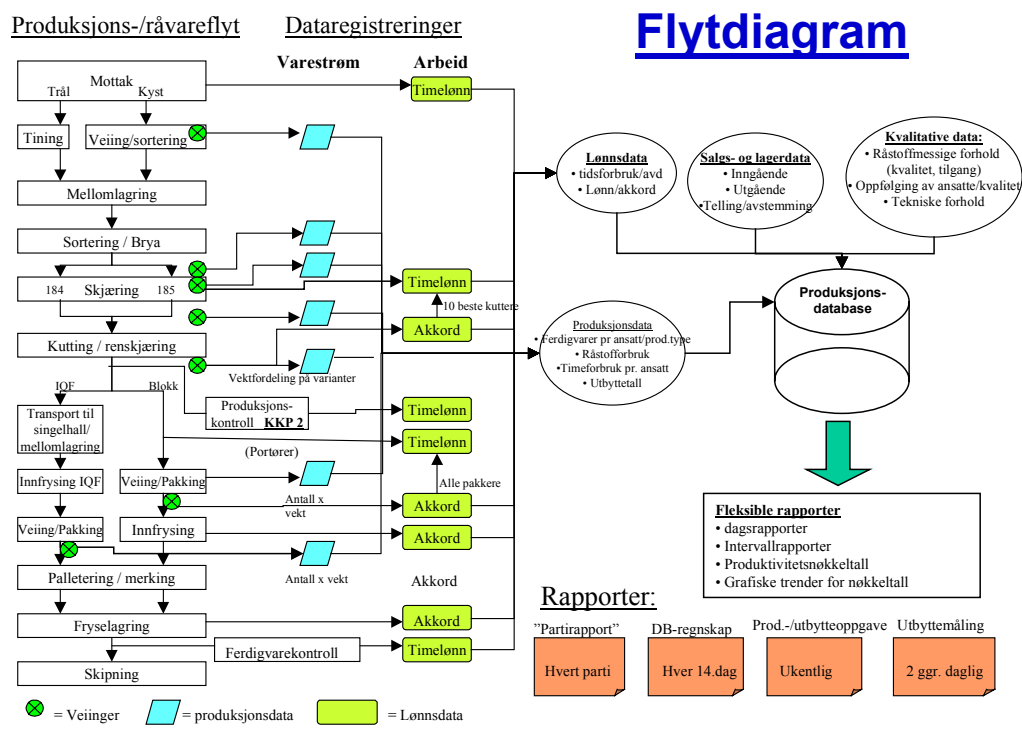 Produksjons-/råvareflyt
Dataregistreringer
Flytdiagram
Varestrøm
Arbeid
Mottak
Trål
Kyst
Timelønn
Tining
Veiing/sortering
Mellomlagring
Sortering / Brya
184
Skjæring
185
Timelønn
10 beste kuttere
Akkord
Kutting / renskjæring
Vektfordeling på varianter
IQF
Blokk
Transport til
singelhall/
mellomlagring
Produksjons-
kontroll KKP 2
Timelønn
Timelønn
(Portører)
Innfrysing IQF
Veiing/Pakking
Alle pakkere
Antall x
vekt
Akkord
Veiing/Pakking
Innfrysing
Akkord
Antall x vekt
Palletering / merking
Akkord
Fryselagring
Akkord
Ferdigvarekontroll
Timelønn
Skipning
= Veiinger
= produksjonsdata
= Lønnsdata
Lønnsdata
• tidsforbruk/avd
• Lønn/akkord
Salgs- og lagerdata
• Inngående
• Utgående
•Telling/avstemming
Kvalitative data:
• Råstoffmessige forhold
(kvalitet, tilgang)
• Oppfølging av ansatte/kvalitet
• Tekniske forhold
Produksjonsdata
• Ferdigvarer pr ansatt/prod.type
• Råstofforbruk
•Timeforbruk pr. ansatt
• Utbyttetall
Produksjons-
database
Fleksible rapporter
• dagsrapporter
• Intervallrapporter
• Produktivitetsnøkkeltall
• Grafiske trender for nøkkeltall
Rapporter:
”Partirapport”
DB-regnskap
Prod.-/utbytteoppgave
Utbyttemåling
Hvert parti
Hver 14.dag
Ukentlig
2 ggr. daglig